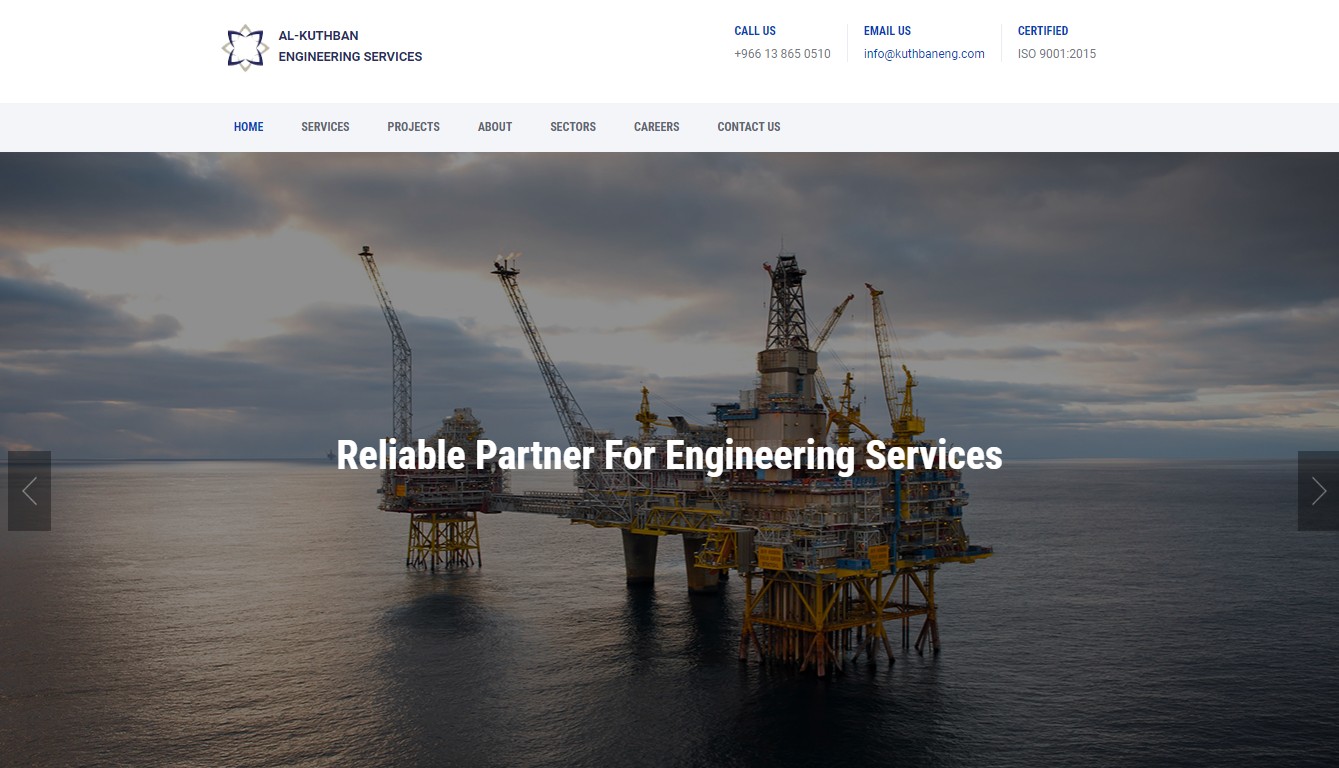 AL-KUTHBAN
ENGINEERING SERVICES
CALL US
+966 13 865 0510
EMAIL US
info@kuthbaneng.com
CERTIFIED
ISO 9001:2015
HOME
SERVICES
PROJECTS
ABOUT
SECTORS
CAREERS
CONTACT US
Reliable Partner For Engineering Services